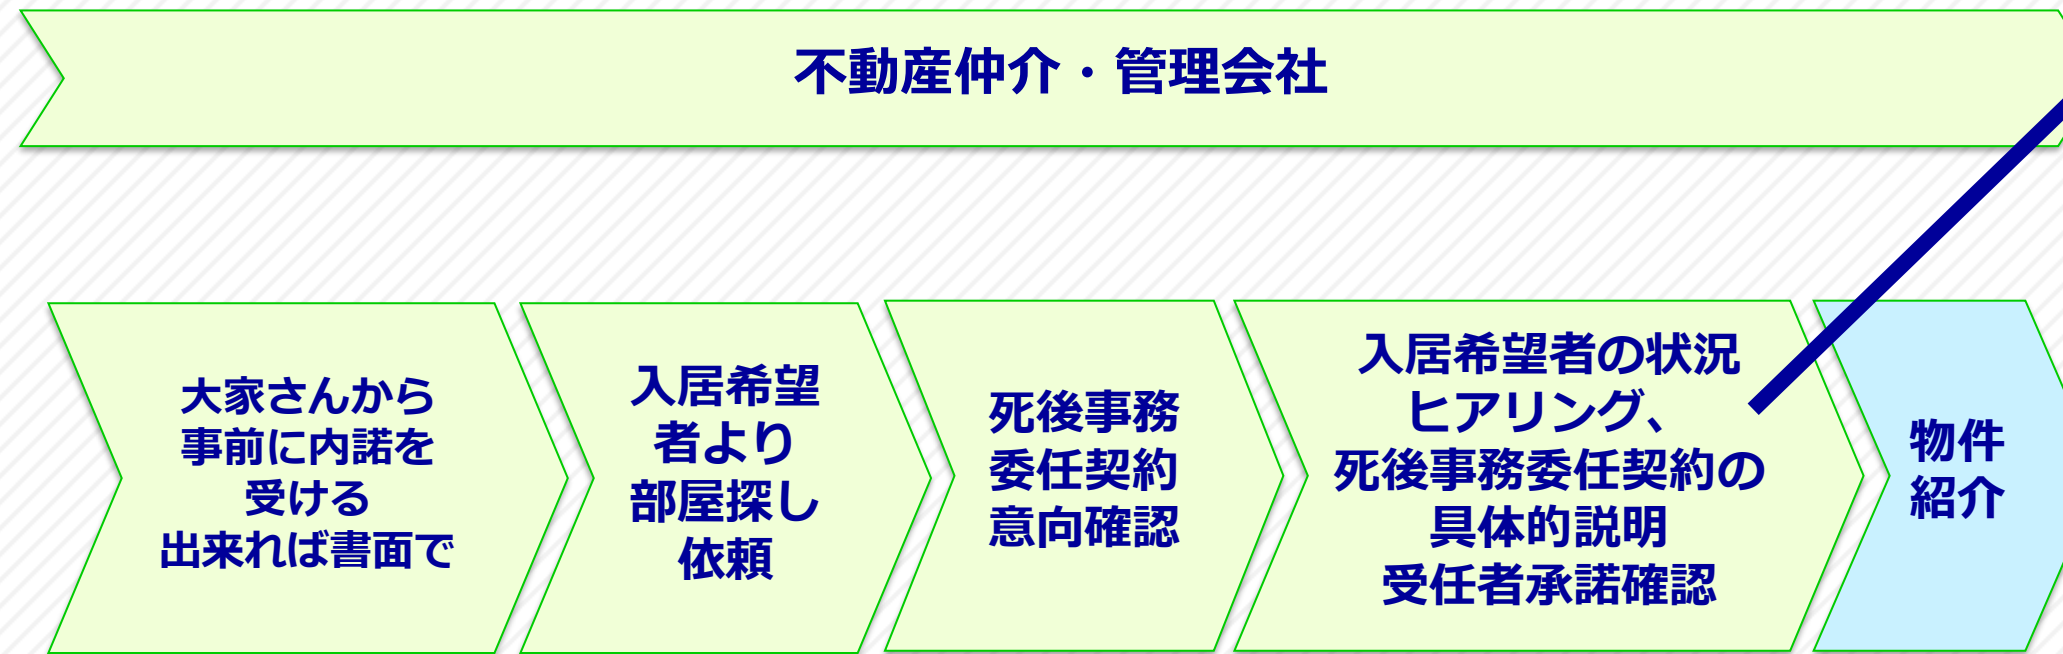 不動産仲介・管理会社
大家さんから
事前に内諾を
受ける
出来れば書面で
入居希望
者より
部屋探し
依頼
死後事務
委任契約
意向確認
入居希望者の状況
ヒアリング、
死後事務委任契約の
具体的説明
受任者承諾確認
物件
紹介